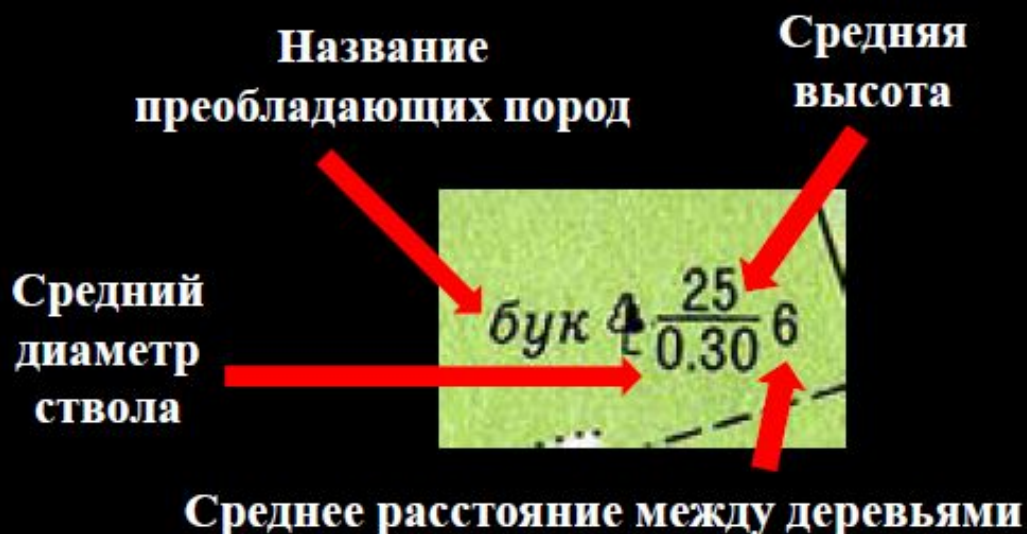 Название
преобладающих пород
Средняя
высота
Средний
диаметр
ствола
бук 25
0.30 6
Среднее расстояние между деревьями